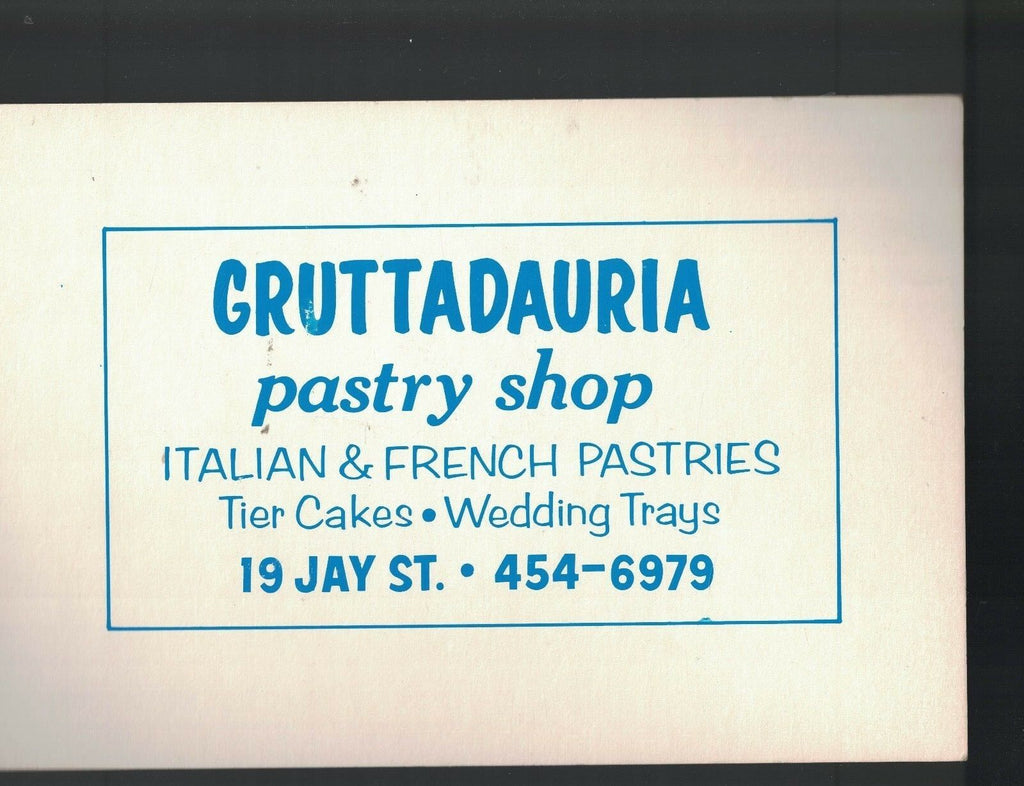 GRUTTADAURIA
pastry shop
ITALIAN & FRENCH PASTRIES
Tier Cakes • Wedding Trays
19 JAY ST. • 454-6979